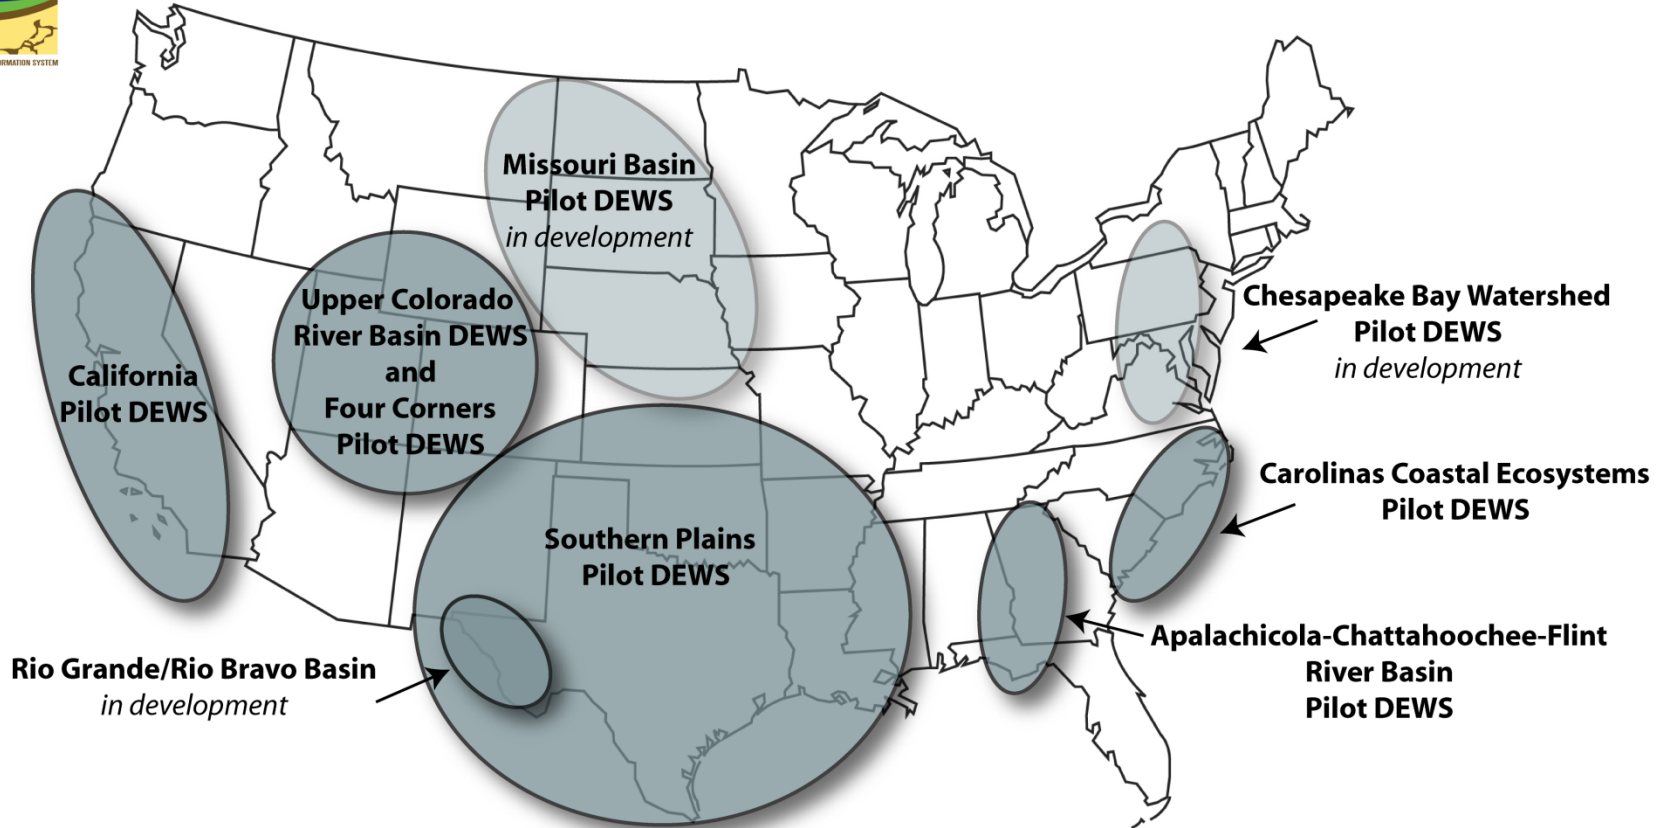 ORMATION SYSTEM
Missouri Basin
Pilot DEWS
in development
Upper Colorado
River Basin DEWS
and
Four Corners
Pilot DEWS
California
Pilot DEWS
Chesapeake Bay Watershed
Pilot DEWS
in development
Carolinas Coastal Ecosystems
Pilot DEWS
Southern Plains
Pilot DEWS
Apalachicola-Chattahoochee-Flint
River Basin
Pilot DEWS
Rio Grande/Rio Bravo Basin
in development